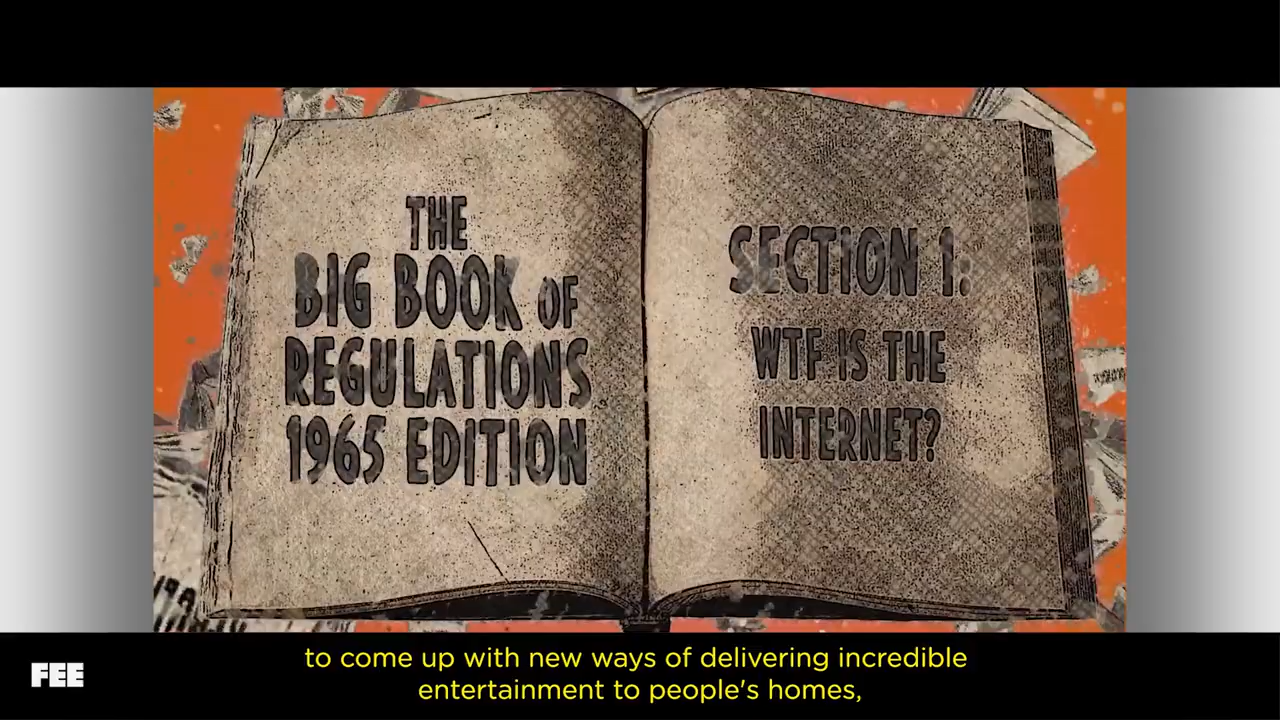 THE
BIG BOOK OF
REGULATIONS
1965 EDITION
SECTION 1:
WTF IS THE
INTERNET?
to come up with new ways of delivering incredible
entertainment to people's homes,
FEE